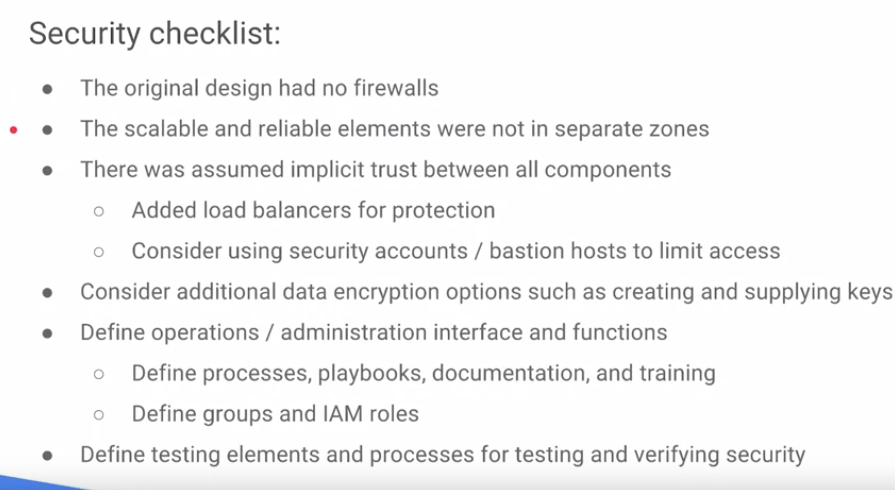 Security checklist:
● The original design had no firewalls
● The scalable and reliable elements were not in separate zones
● There was assumed implicit trust between all components
○ Added load balancers for protection
○ Consider using security accounts / bastion hosts to limit access
● Consider additional data encryption options such as creating and supplying keys
● Define operations / administration interface and functions
○ Define processes, playbooks, documentation, and training
○ Define groups and IAM roles
● Define testing elements and processes for testing and verifying security